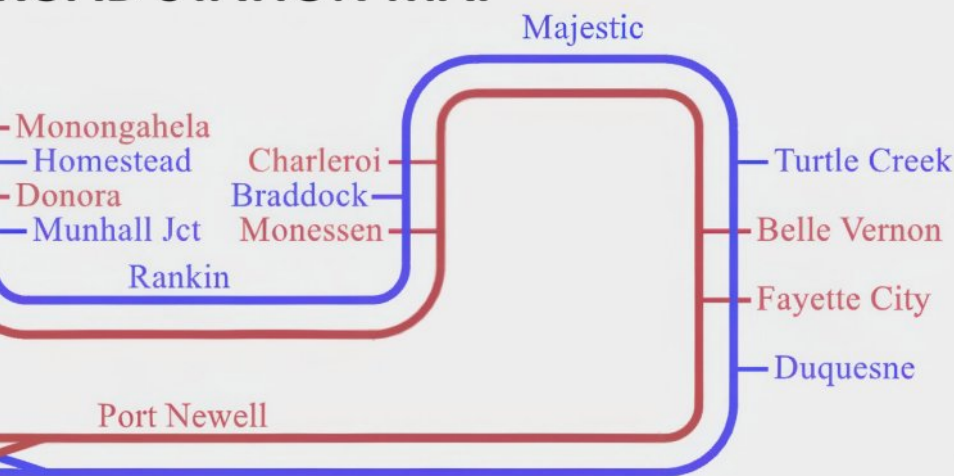 Majestic
Monongahela
Homestead
Charleroi
Turtle Creek
Donora
Braddock
Munhall Jct
Monessen
Belle Vernon
Rankin
Fayette City
Duquesne
Port Newell